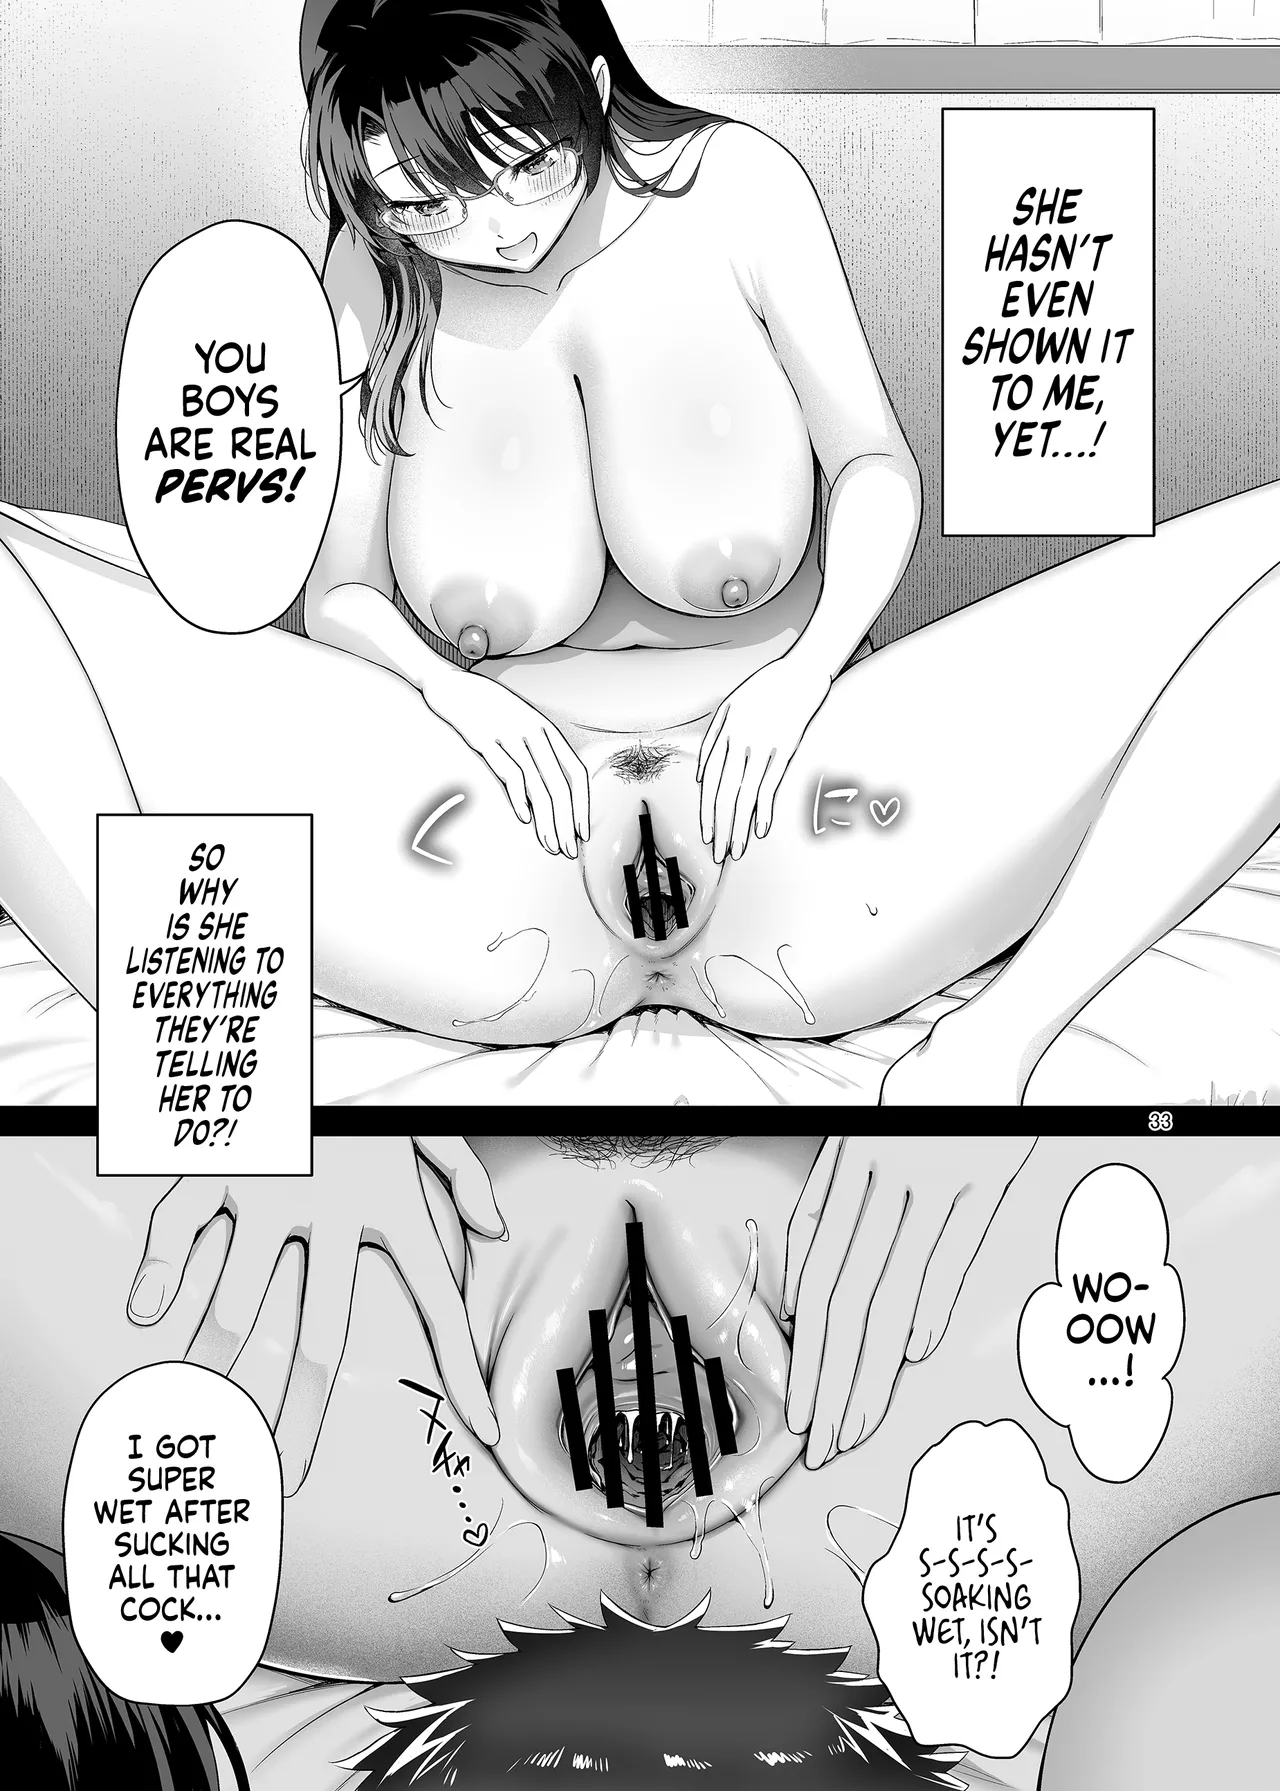 SHE
HASN'T
EVEN
SHOWN IT
TO ME,
YET...!
YOU
BOYS
ARE REAL
PERVS!
く
に♡
SO
WHY
IS SHE
LISTENING TO
EVERYTHING
THEY'RE
TELLING
HER TO
DO?!
33
WO-
OOW
...!
I GOT
SUPER
WET AFTER
SUCKING
ALL THAT
COCK...
♥
IT'S
S-S-S-S-
SOAKING
WET, ISN'T
IT?!